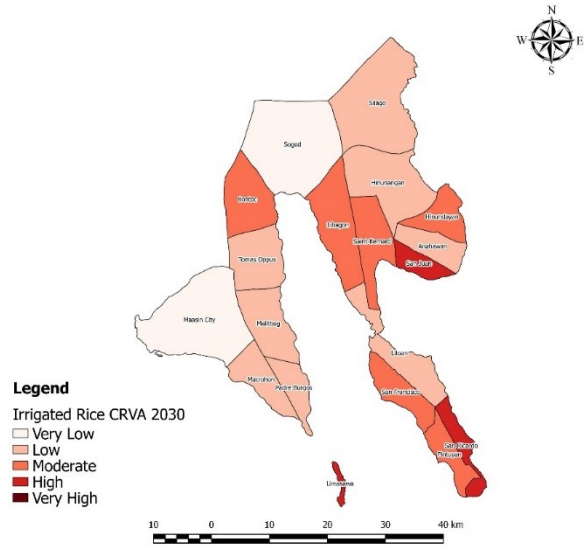 N
W E
S
Silago
Sogod
Hinunangan
Bontoc
Hinundayan
Libagon
Saint Bernard
Anahawan
San Juan
Tomas Oppus
Maasin City
Malitbog
Liloan
Macrohon
Padre Burgos
San Francisco
San Ricardo
Pintuyan
Limasawa
Legend
Irrigated Rice CRVA 2030
Very Low
Low
Moderate
High
Very High
10 0 10 20 30 40 km